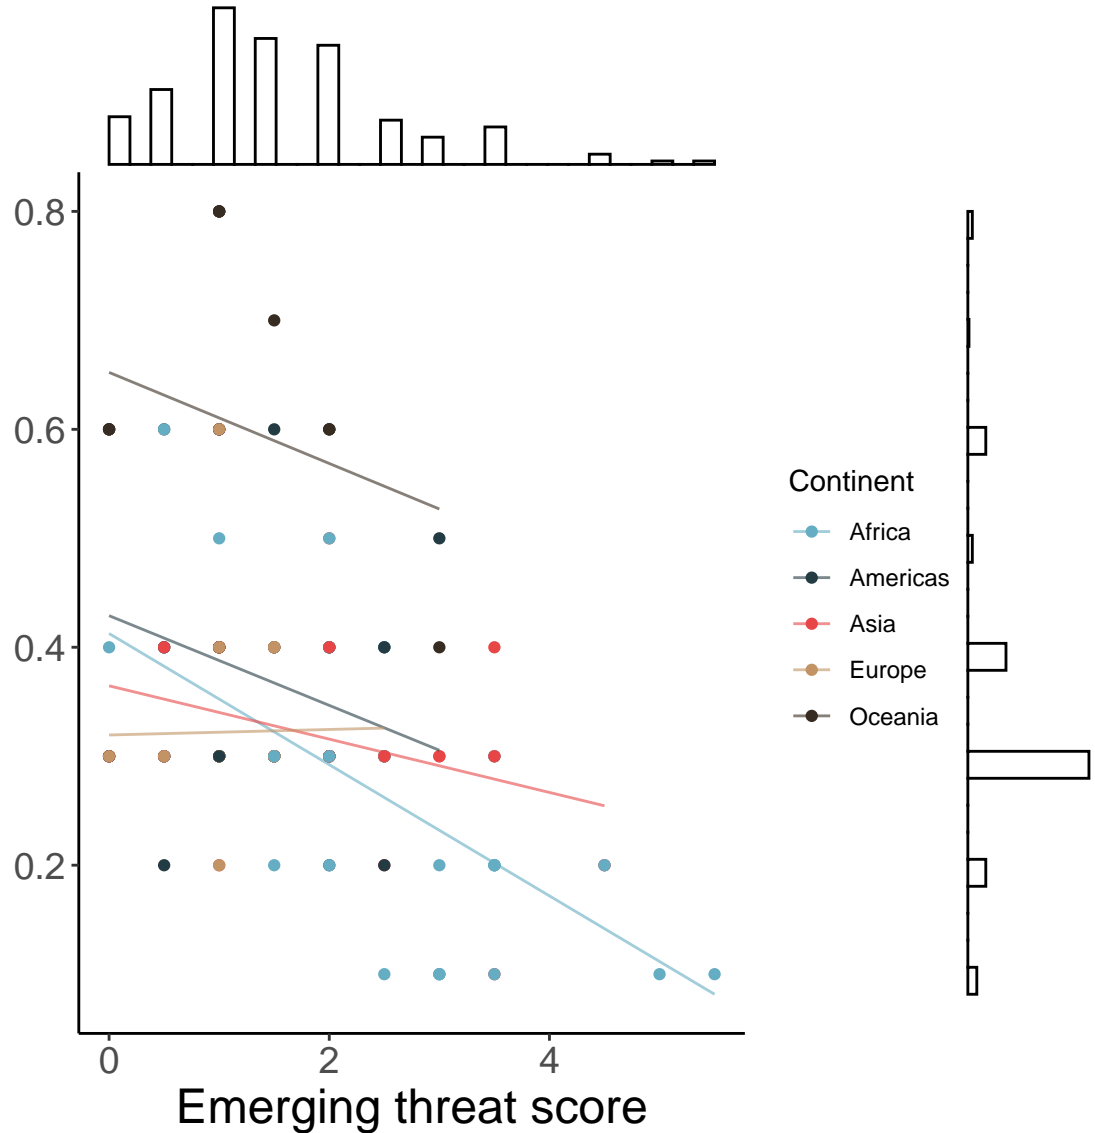 0.8
0.6
0.4
0.2
0 2 4
Emerging threat score
Continent
Africa
Americas
Asia
Europe
Oceania